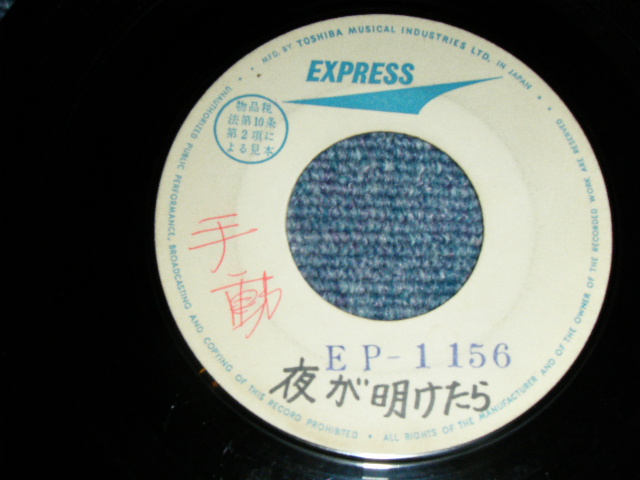 MFD. BY TOSHIBA MUSICAL INDUSTRIES LTD. IN JAPAN
EXPRESS
物品税
法第10条
第2項に
よる見本
手動
EP-1156
夜が明けたら
UNAUTHORIZED PUBLIC PERFORMANCE, BROADCASTING AND COPYING OF THIS RECORD PROHIBITED • ALL RIGHTS OF THE MANUFACTURER AND OF THE OWNER OF THE RECORDED WORK ARE RESERVED